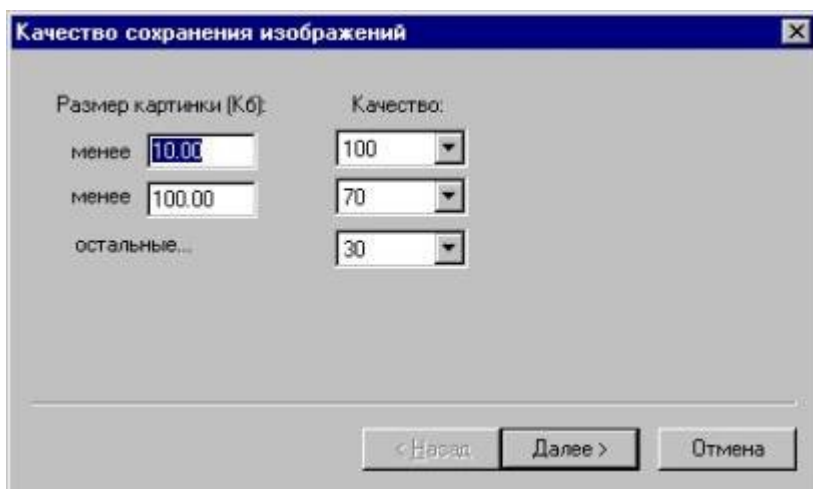 Качество сохранения изображений
Размер картинки (Кб): Качество:
менее 10.00 100
менее 100.00 70
остальные... 30
< Назад Далее > Отмена